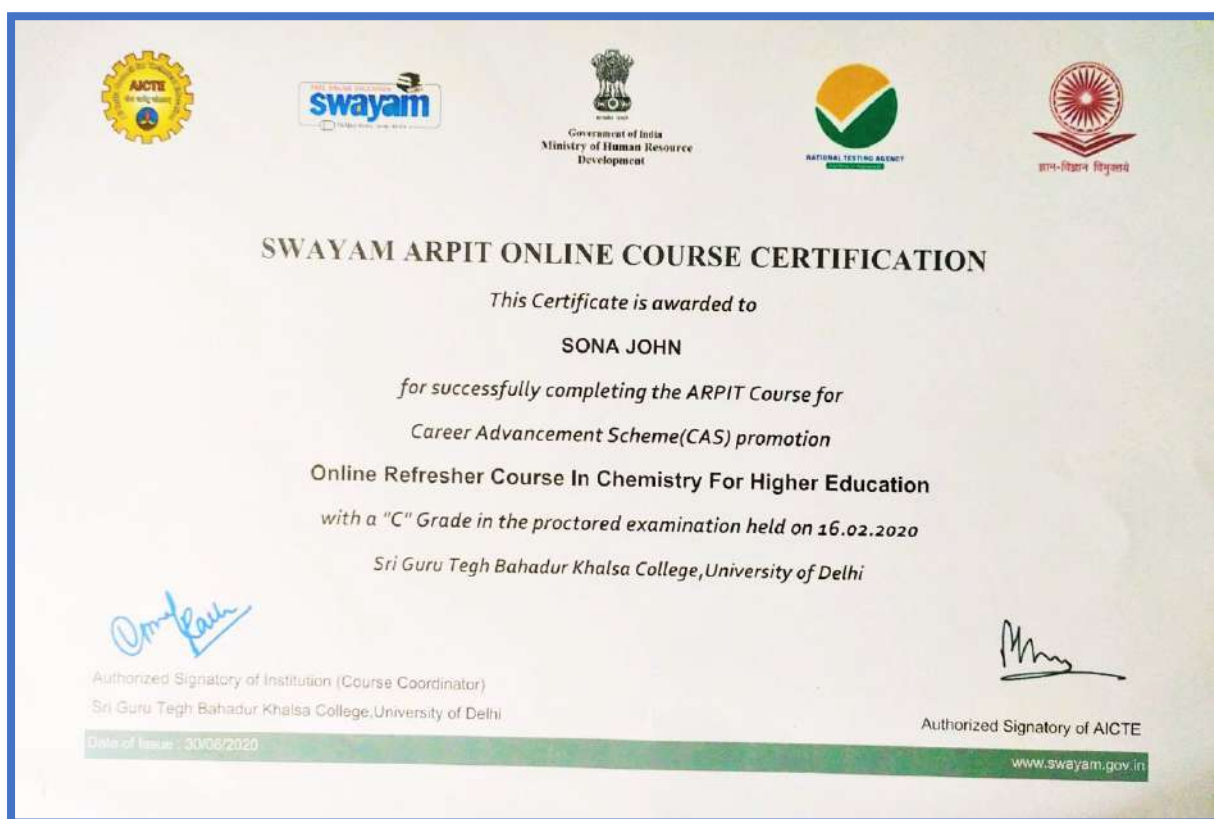 AICTE
FREE ONLINE EDUCATION
swayam
Government of India
Ministry of Human Resource
Development
NATIONAL TESTING AGENCY
ज्ञान-विज्ञान विमुक्तये
SWAYAM ARPIT ONLINE COURSE CERTIFICATION
This Certificate is awarded to
SONA JOHN
for successfully completing the ARPIT Course for
Career Advancement Scheme(CAS) promotion
Online Refresher Course In Chemistry For Higher Education
with a "C" Grade in the proctored examination held on 16.02.2020
Sri Guru Tegh Bahadur Khalsa College,University of Delhi
Authorized Signatory of Institution (Course Coordinator)
Sri Guru Tegh Bahadur Khalsa College,University of Delhi
Authorized Signatory of AICTE
Date of Issue : 30/06/2020
www.swayam.gov.in